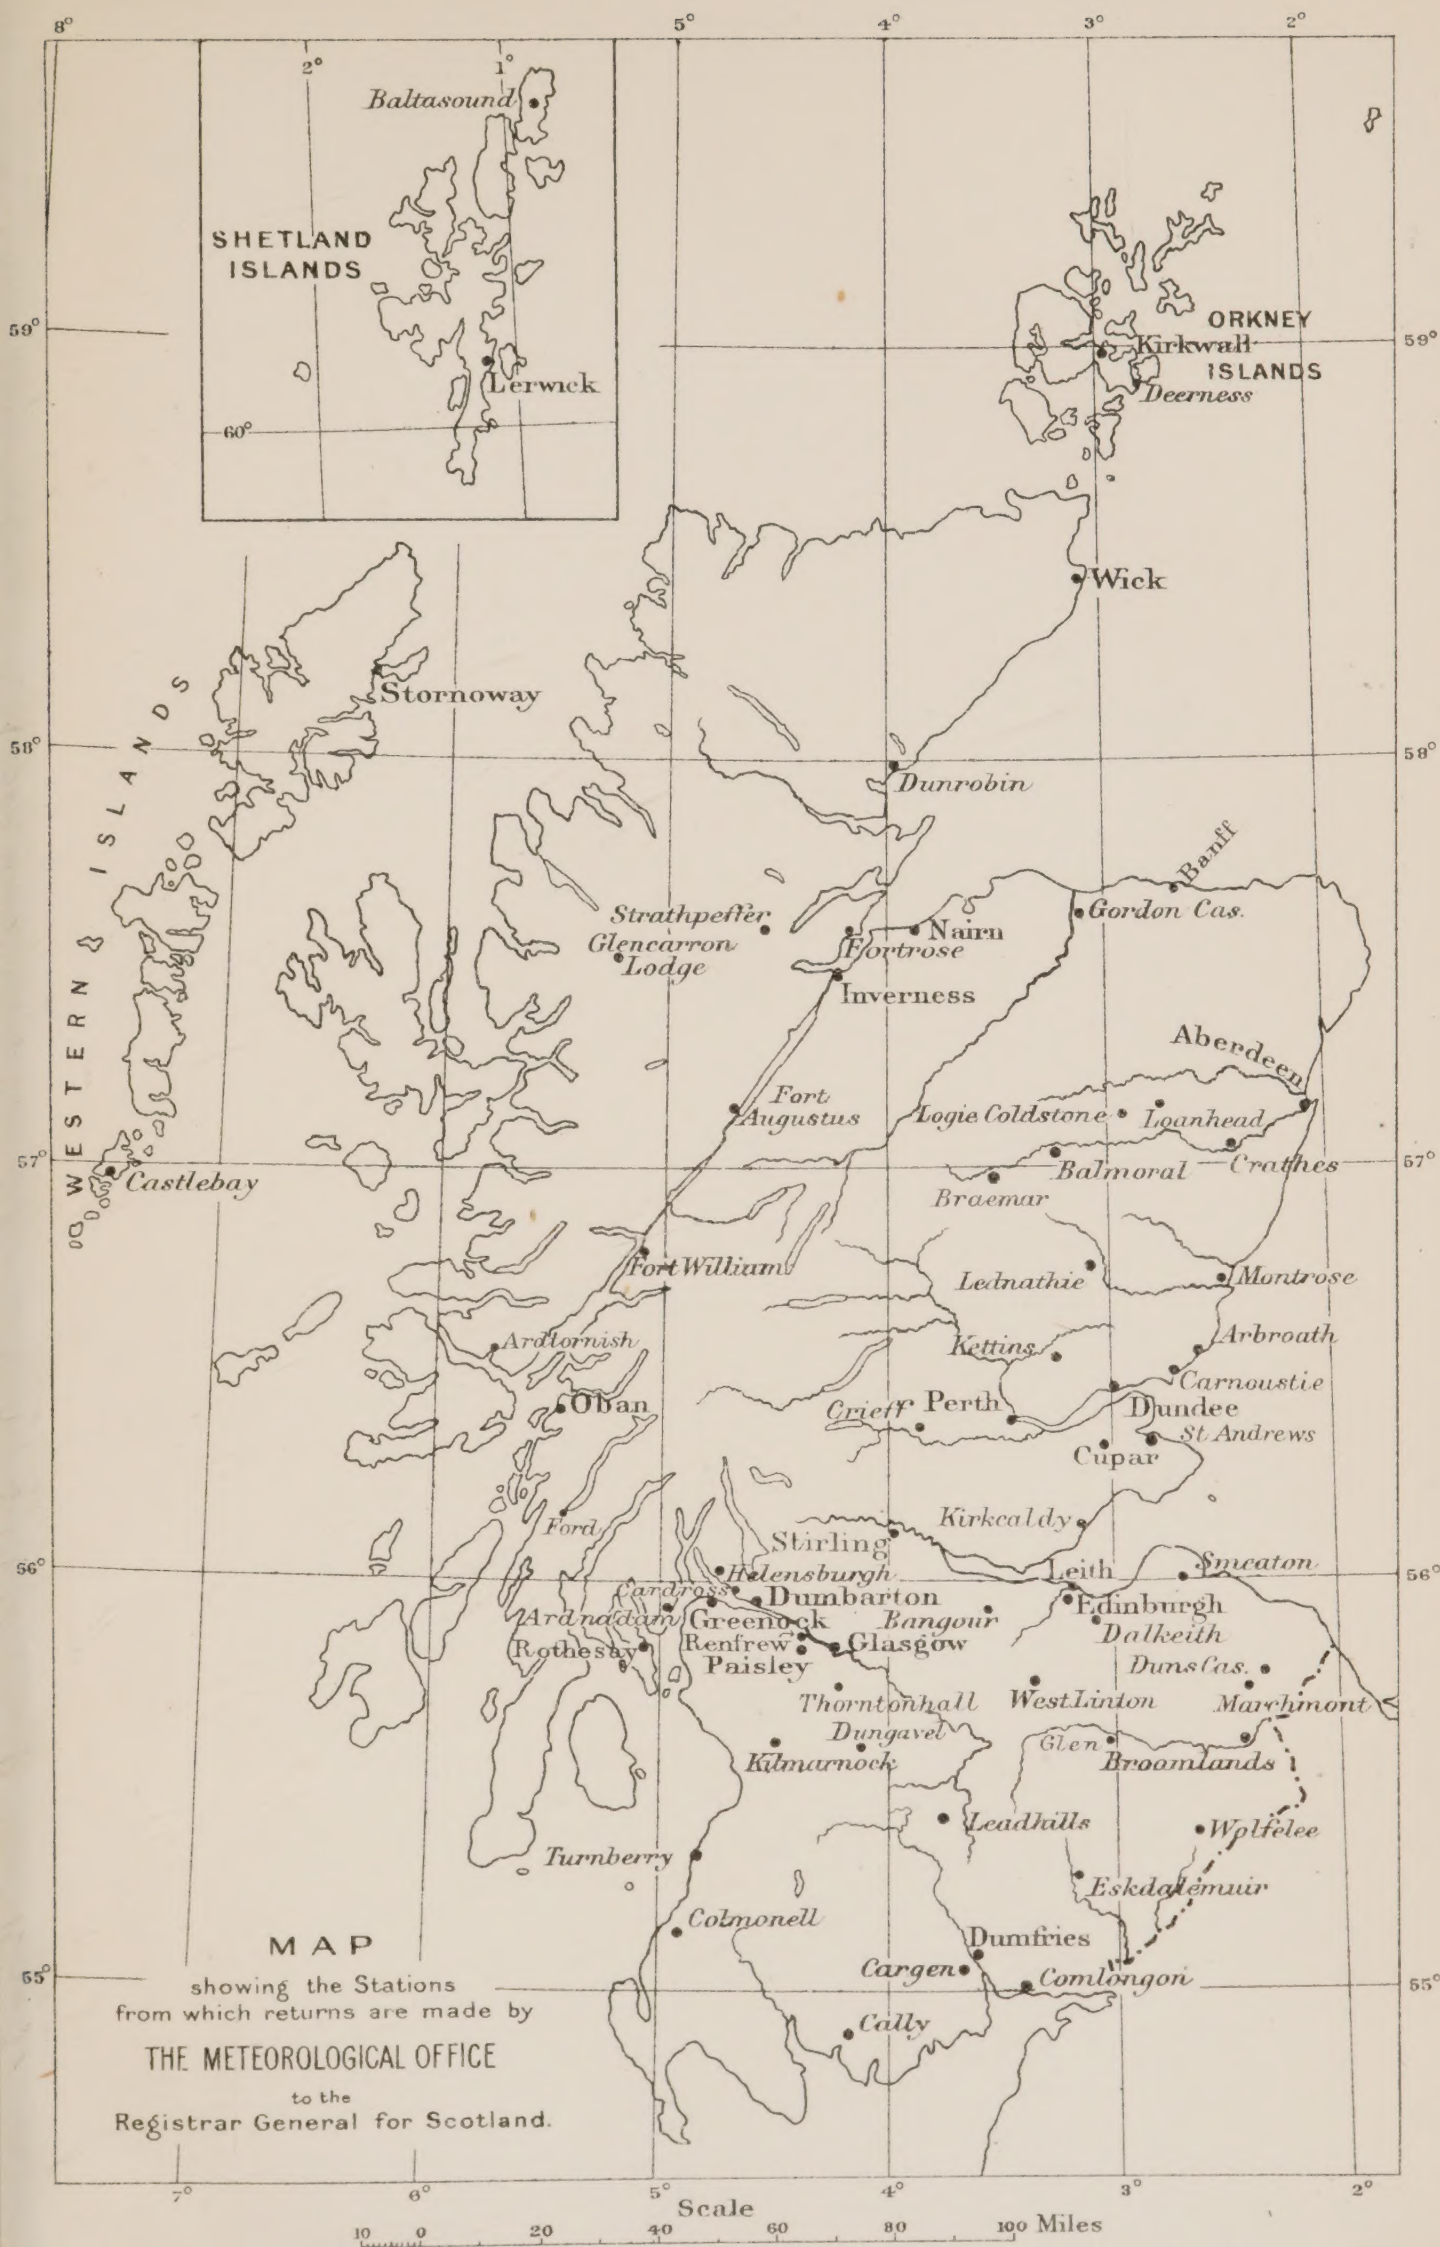 8° 5° 4° 3° 2°
2° 1°
Baltasound
SHETLAND
ISLANDS
59°
ORKNEY
59°
Kirkwall
ISLANDS
Lerwick
Deerness
60°
Wick
Stornoway
WESTERN ISLANDS
58°
58°
Dunrobin
Banff
Strathpeffer
Gordon Cas.
Nairn
Glencarron
Lodge
Fortrose
Inverness
Aberdeen
Fort
Augustus
Logie Coldstone
Loanhead
57°
Castlebay
Balmoral
Crathes
57°
Braemar
Fort William
Lednathie
Montrose
Ardtornish
Kettins
Arbroath
Carnoustie
Oban
Crieff
Perth
Dundee
St Andrews
Cupar
Ford
Kirkcaldy
Stirling
56°
Helensburgh
Leith
Smeaton
56°
Cardross
Dumbarton
Ardnadam
Greenock
Bangour
Edinburgh
Rothesay
Renfrew
Glasgow
Dalkeith
Paisley
Duns Cas.
Thorntonhall
West Linton
Marchmont
Dungavel
Glen
Kilmarnock
Broomlands
Leadhills
Wolfelee
Turnberry
Eskdalemuir
Colmonell
Dumfries
Cargen
Comlongon
Cally
MAP
55°
55°
showing the Stations
from which returns are made by
THE METEOROLOGICAL OFFICE
to the
Registrar General for Scotland.
7° 6° 5° 4° 3° 2°
Scale
10 0 20 40 60 80 100 Miles